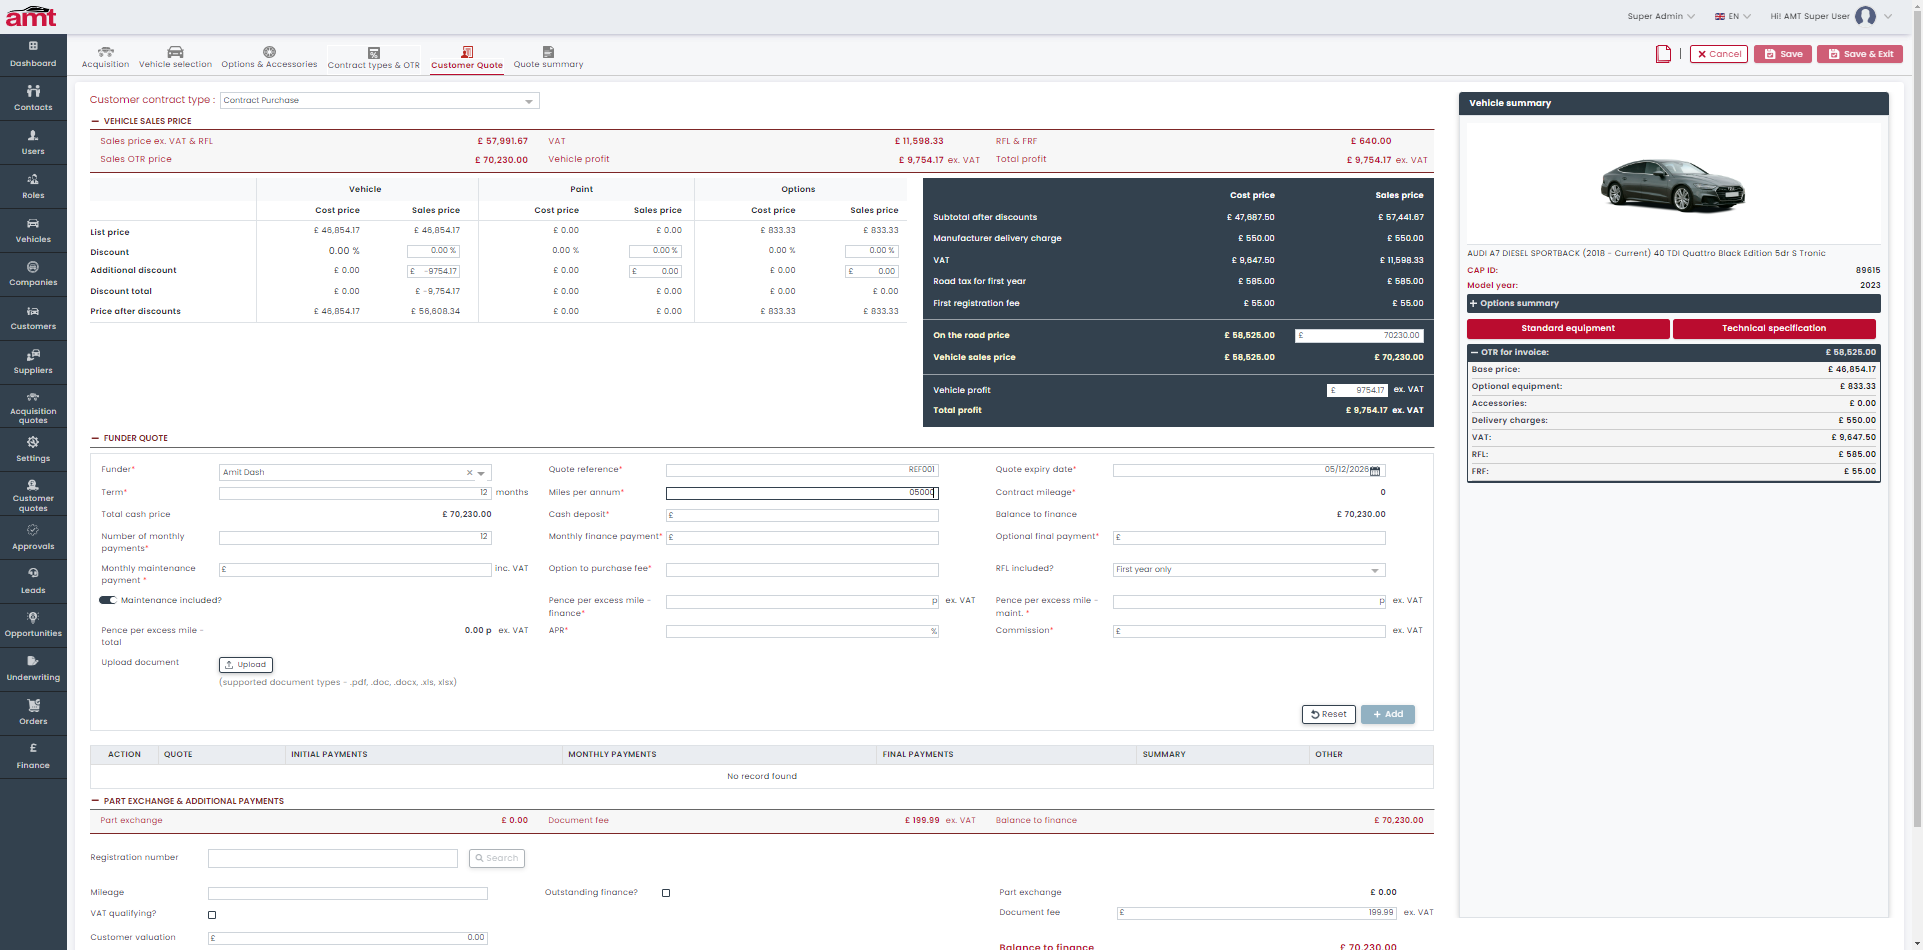 amt
Super Admin
EN
Hi! AMT Super User
Dashboard
Contacts
Users
Roles
Vehicles
Companies
Customers
Suppliers
Acquisition
quotes
Settings
Customer
quotes
Approvals
Leads
Opportunities
Underwriting
Orders
£
Finance
Acquisition
Vehicle selection
Options & Accessories
Contract types & OTR
Customer Quote
Quote summary
Cancel
Save
Save & Exit
Customer contract type : Contract Purchase
VEHICLE SALES PRICE
Sales price ex. VAT & RFL £ 57,991.67 VAT £ 11,598.33 RFL & FRF £ 640.00
Sales OTR price £ 70,230.00 Vehicle profit £ 9,754.17 ex. VAT Total profit £ 9,754.17 ex. VAT
Vehicle Paint Options
Cost price Sales price Cost price Sales price Cost price Sales price
List price £ 46,854.17 £ 46,854.17 £ 0.00 £ 0.00 £ 833.33 £ 833.33
Discount 0.00 % 0.00 % 0.00 % 0.00 % 0.00 % 0.00 %
Additional discount £ 0.00 £ -9754.17 £ 0.00 £ 0.00 £ 0.00 £ 0.00
Discount total £ 0.00 £ -9,754.17 £ 0.00 £ 0.00 £ 0.00 £ 0.00
Price after discounts £ 46,854.17 £ 56,608.34 £ 0.00 £ 0.00 £ 833.33 £ 833.33
Cost price Sales price
Subtotal after discounts £ 47,687.50 £ 57,441.67
Manufacturer delivery charge £ 550.00 £ 550.00
VAT £ 9,647.50 £ 11,598.33
Road tax for first year £ 585.00 £ 585.00
First registration fee £ 55.00 £ 55.00
On the road price £ 58,525.00 £ 70230.00
Vehicle sales price £ 58,525.00 £ 70,230.00
Vehicle profit £ 9754.17 ex. VAT
Total profit £ 9,754.17 ex. VAT
FUNDER QUOTE
Funder* Amit Dash × Quote reference* REF001 Quote expiry date* 05/12/2026
Term* 12 months Miles per annum* 05000 Contract mileage* 0
Total cash price £ 70,230.00 Cash deposit* £ Balance to finance £ 70,230.00
Number of monthly
payments* 12 Monthly finance payment* £ Optional final payment* £
Monthly maintenance
payment * £ inc. VAT Option to purchase fee* RFL included? First year only
Maintenance included? Pence per excess mile -
finance* p ex. VAT Pence per excess mile -
maint. * p ex. VAT
Pence per excess mile -
total 0.00 p ex. VAT APR* % Commission* £ ex. VAT
Upload document Upload
(supported document types - .pdf, .doc, .docx, .xls, xlsx)
Reset + Add
ACTION QUOTE INITIAL PAYMENTS MONTHLY PAYMENTS FINAL PAYMENTS SUMMARY OTHER
No record found
PART EXCHANGE & ADDITIONAL PAYMENTS
Part exchange £ 0.00 Document fee £ 199.99 ex. VAT Balance to finance £ 70,230.00
Registration number Search
Mileage Outstanding finance? Part exchange £ 0.00
VAT qualifying? Document fee £ 199.99 ex. VAT
Customer valuation £ 0.00
Balance to finance £ 70,230.00
Vehicle summary
AUDI A7 DIESEL SPORTBACK (2018 - Current) 40 TDI Quattro Black Edition 5dr S Tronic
CAP ID: 89615
Model year: 2023
+ Options summary
Standard equipment Technical specification
OTR for invoice: £ 58,525.00
Base price: £ 46,854.17
Optional equipment: £ 833.33
Accessories: £ 0.00
Delivery charges: £ 550.00
VAT: £ 9,647.50
RFL: £ 585.00
FRF: £ 55.00